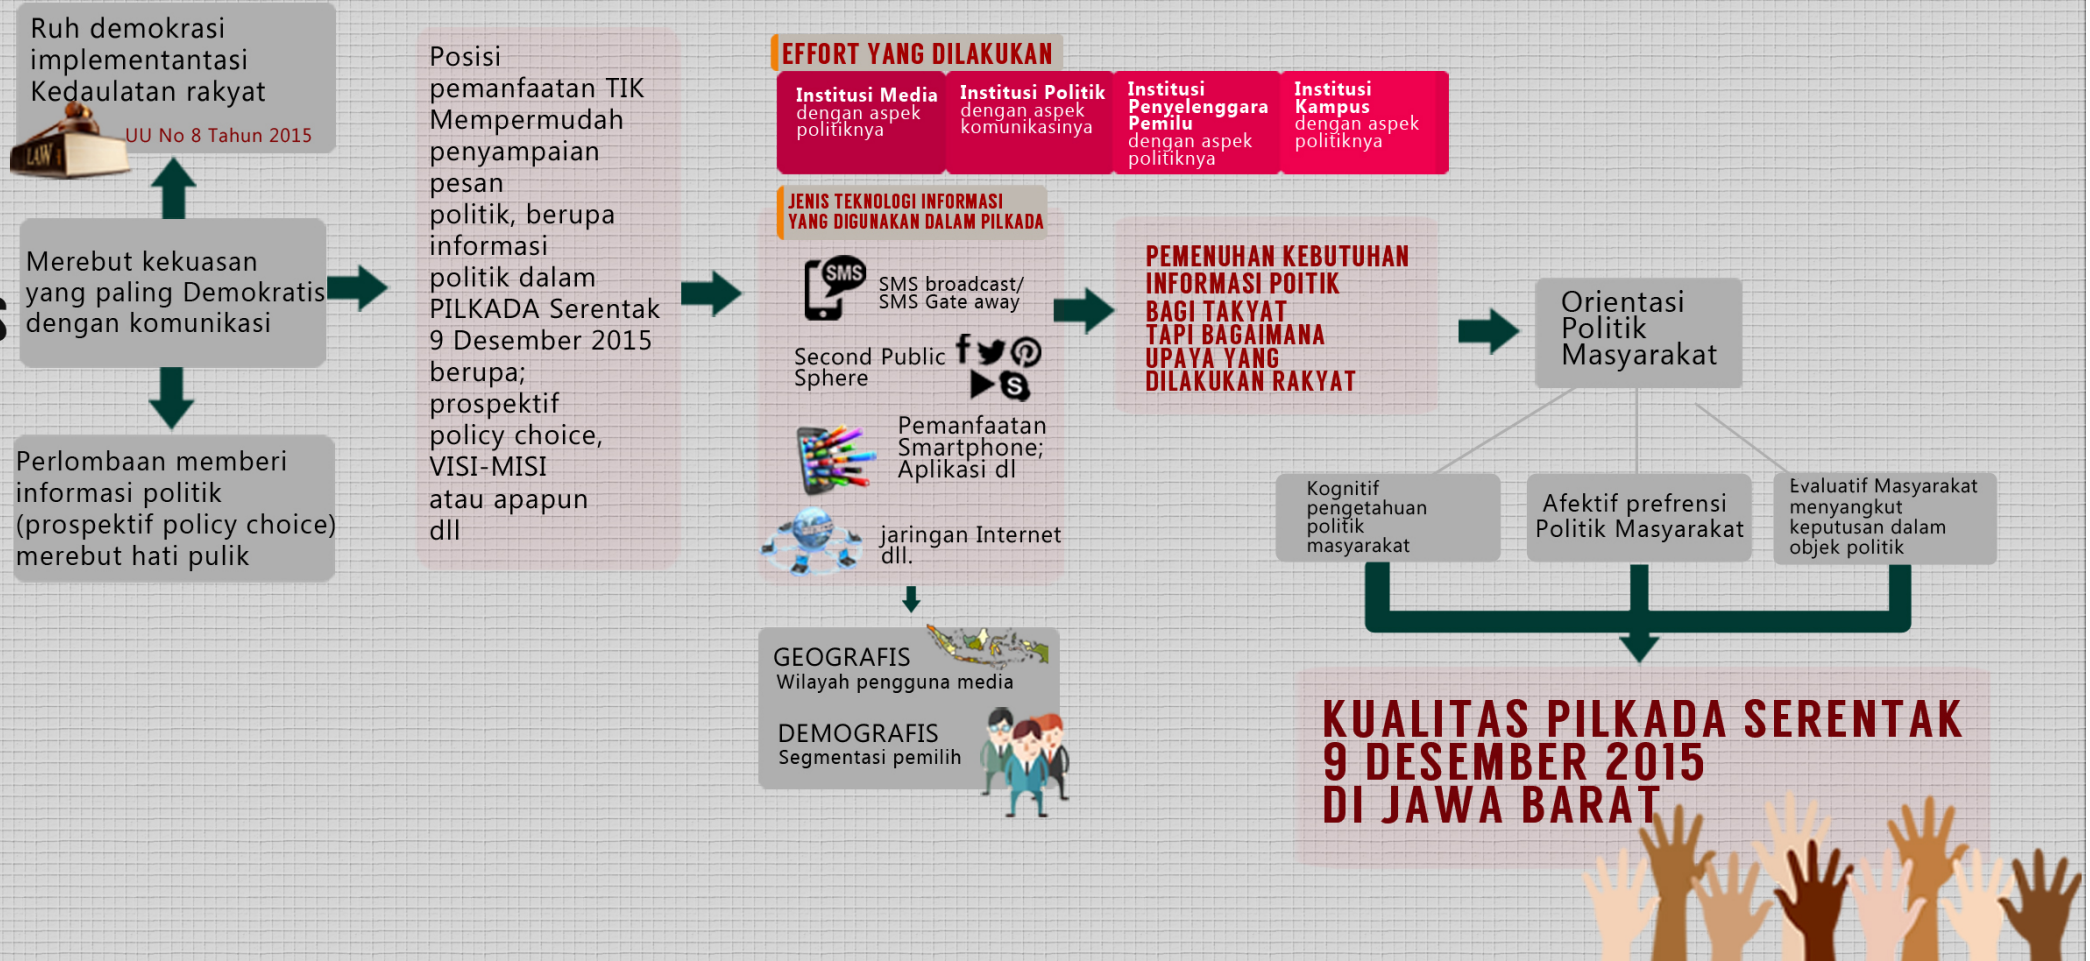 Ruh demokrasi
implementantasi
Kedaulatan rakyat
LAW
UU No 8 Tahun 2015
Merebut kekuasan
yang paling Demokratis
dengan komunikasi
Perlombaan memberi
informasi politik
(prospektif policy choice)
merebut hati pulik
Posisi
pemanfaatan TIK
Mempermudah
penyampaian
pesan
politik, berupa
informasi
politik dalam
PILKADA Serentak
9 Desember 2015
berupa;
prospektif
policy choice,
VISI-MISI
atau apapun
dll
EFFORT YANG DILAKUKAN
Institusi Media
dengan aspek
politiknya
Institusi Politik
dengan aspek
komunikasinya
Institusi
Penyelenggara
Pemilu
dengan aspek
politiknya
Institusi
Kampus
dengan aspek
politiknya
JENIS TEKNOLOGI INFORMASI
YANG DIGUNAKAN DALAM PILKADA
SMS
SMS broadcast/
SMS Gate away
Second Public
Sphere
Pemanfaatan
Smartphone;
Aplikasi dl
jaringan Internet
dll.
GEOGRAFIS
Wilayah pengguna media
DEMOGRAFIS
Segmentasi pemilih
PEMENUHAN KEBUTUHAN
INFORMASI POITIK
BAGI TAKYAT
TAPI BAGAIMANA
UPAYA YANG
DILAKUKAN RAKYAT
Orientasi
Politik
Masyarakat
Kognitif
pengetahuan
politik
masyarakat
Afektif prefrensi
Politik Masyarakat
Evaluatif Masyarakat
menyangkut
keputusan dalam
objek politik
KUALITAS PILKADA SERENTAK
9 DESEMBER 2015
DI JAWA BARAT